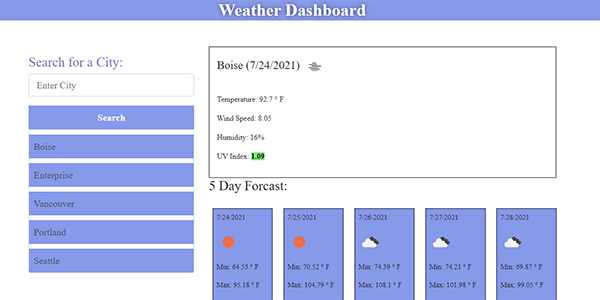 Weather Dashboard
Search for a City:
Enter City
Search
Boise
Enterprise
Vancouver
Portland
Seattle
Boise (7/24/2021)
Temperature: 92.7 ° F
Wind Speed: 8.05
Humidity: 16%
UV Index: 1.09
5 Day Forcast:
7/24/2021
Min: 64.53 ° F
Max: 95.18 ° F
7/25/2021
Min: 70.52 ° F
Max: 104.79 ° F
7/26/2021
Min: 74.39 ° F
Max: 108.1 ° F
7/27/2021
Min: 74.21 ° F
Max: 101.98 ° F
7/28/2021
Min: 69.87 ° F
Max: 99.05 ° F